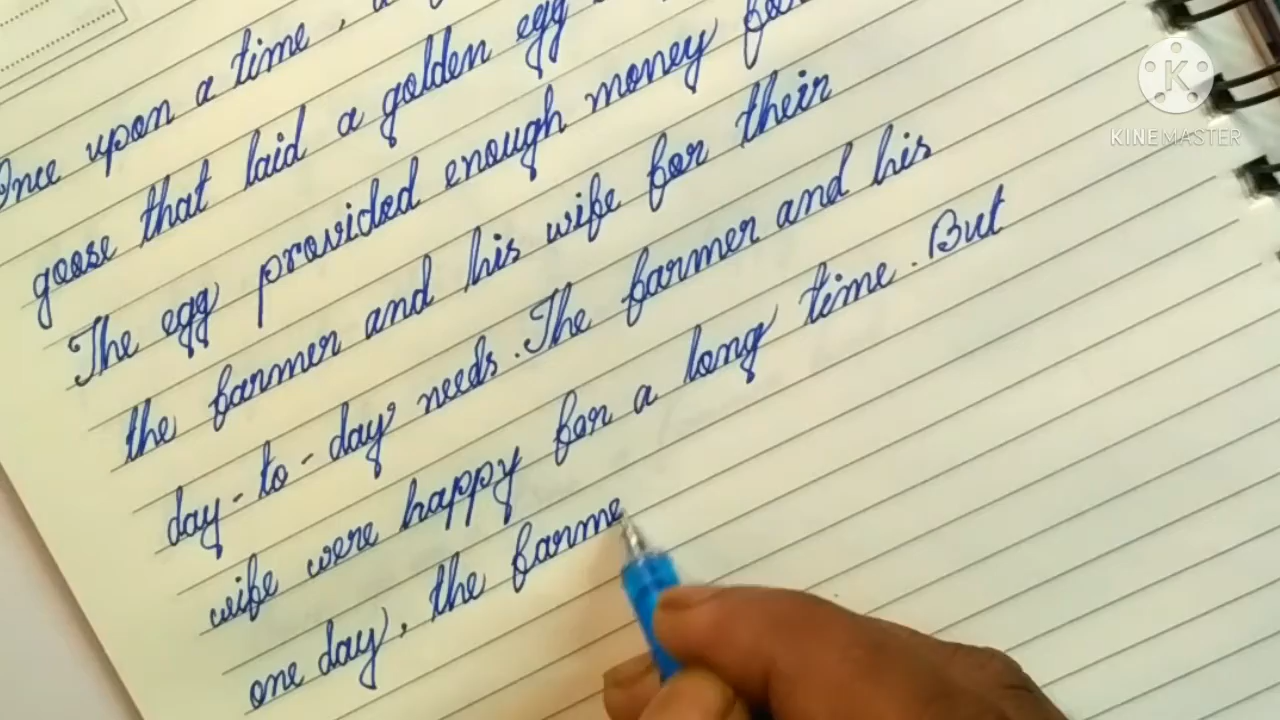 Once upon a time,
goose that laid a golden egg
The egg provided enough money for
the farmer and his wife for their
day-to-day needs. The farmer and his
wife were happy for a long time. But
one day, the farme
K
KINEMASTER